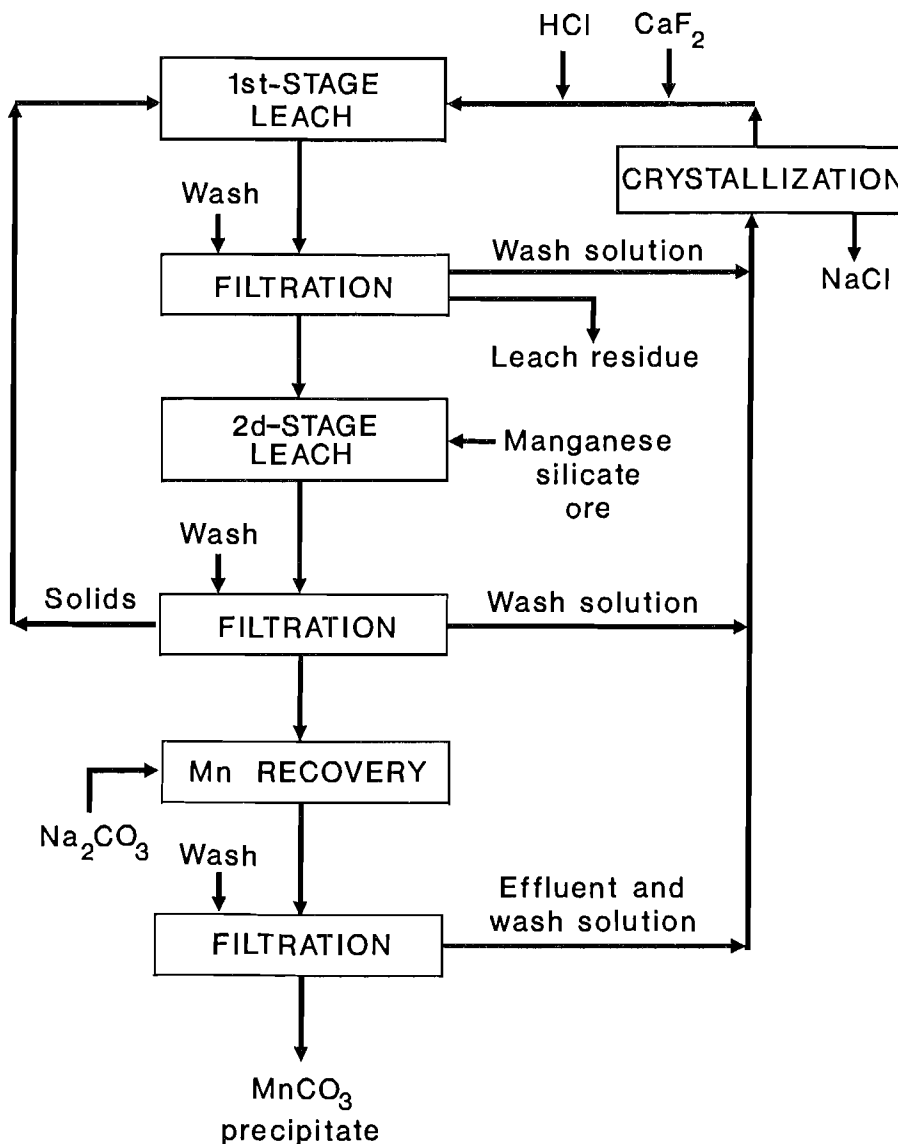 HCl
CaF₂
1st-STAGE
LEACH
CRYSTALLIZATION
Wash
Wash solution
FILTRATION
NaCl
Leach residue
2d-STAGE
LEACH
Manganese
silicate
ore
Wash
Solids
Wash solution
FILTRATION
Mn RECOVERY
Na₂CO₃
Wash
Effluent and
wash solution
FILTRATION
MnCO₃
precipitate